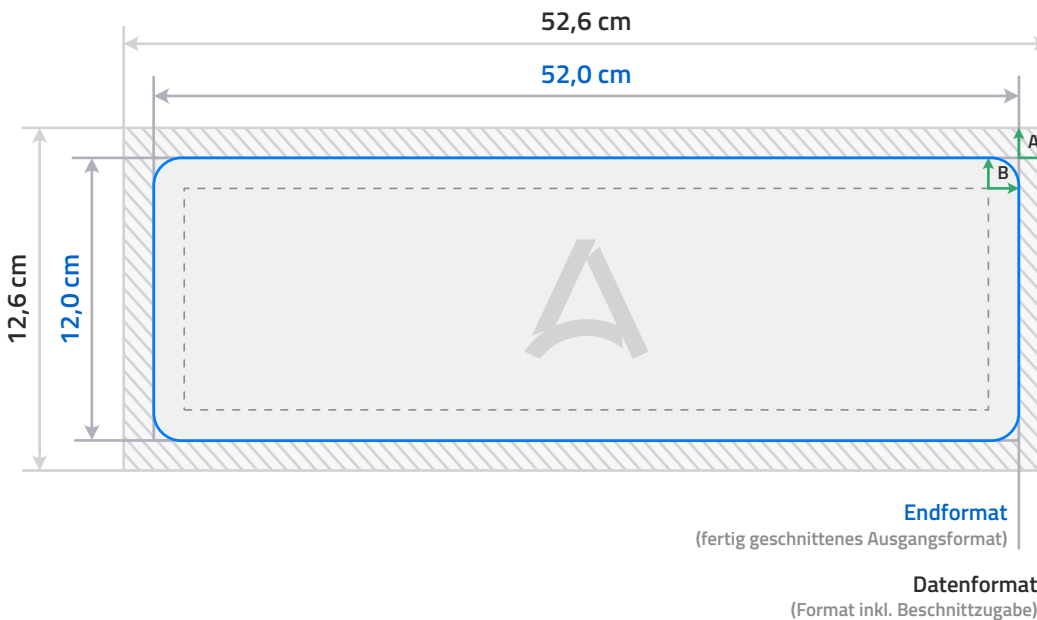 52,6 cm
52,0 cm
A
B
12,6 cm
12,0 cm
Endformat
(fertig geschnittenes Ausgangsformat)
Datenformat
(Format inkl. Beschnittzugabe)